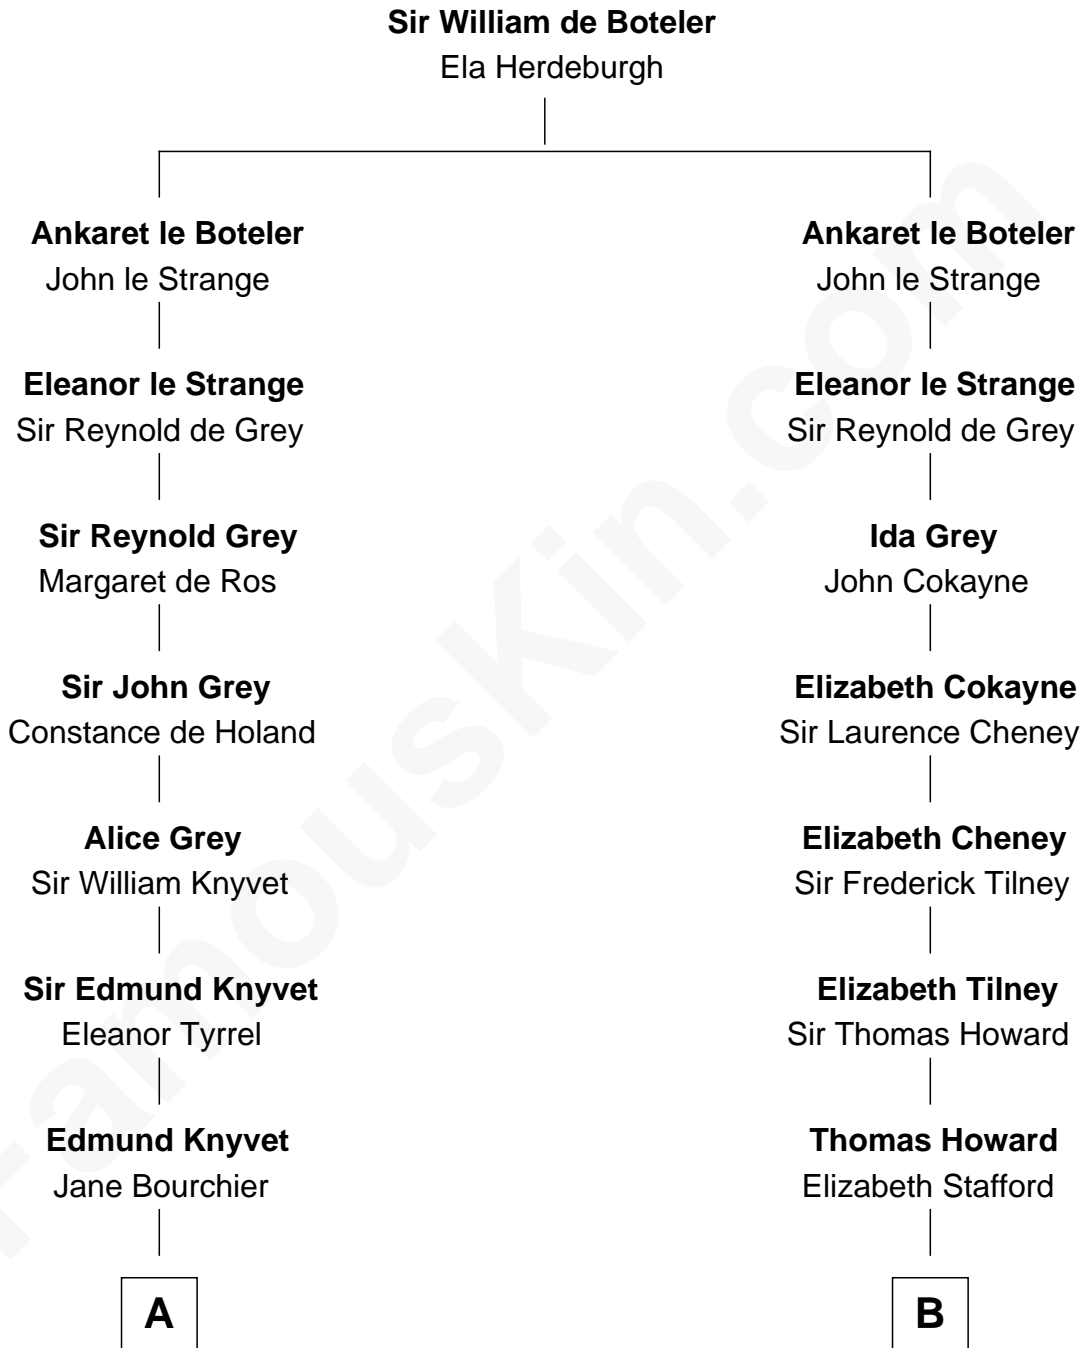 Sir William de Boteler
Ela Herdeburgh
Ankaret le Boteler
John le Strange
Eleanor le Strange
Sir Reynold de Grey
Sir Reynold Grey
Margaret de Ros
Sir John Grey
Constance de Holand
Alice Grey
Sir William Knyvet
Sir Edmund Knyvet
Eleanor Tyrrel
Edmund Knyvet
Jane Bourchier
A
Ankaret le Boteler
John le Strange
Eleanor le Strange
Sir Reynold de Grey
Ida Grey
John Cokayne
Elizabeth Cokayne
Sir Laurence Cheney
Elizabeth Cheney
Sir Frederick Tilney
Elizabeth Tilney
Sir Thomas Howard
Thomas Howard
Elizabeth Stafford
B
FamousKin.com